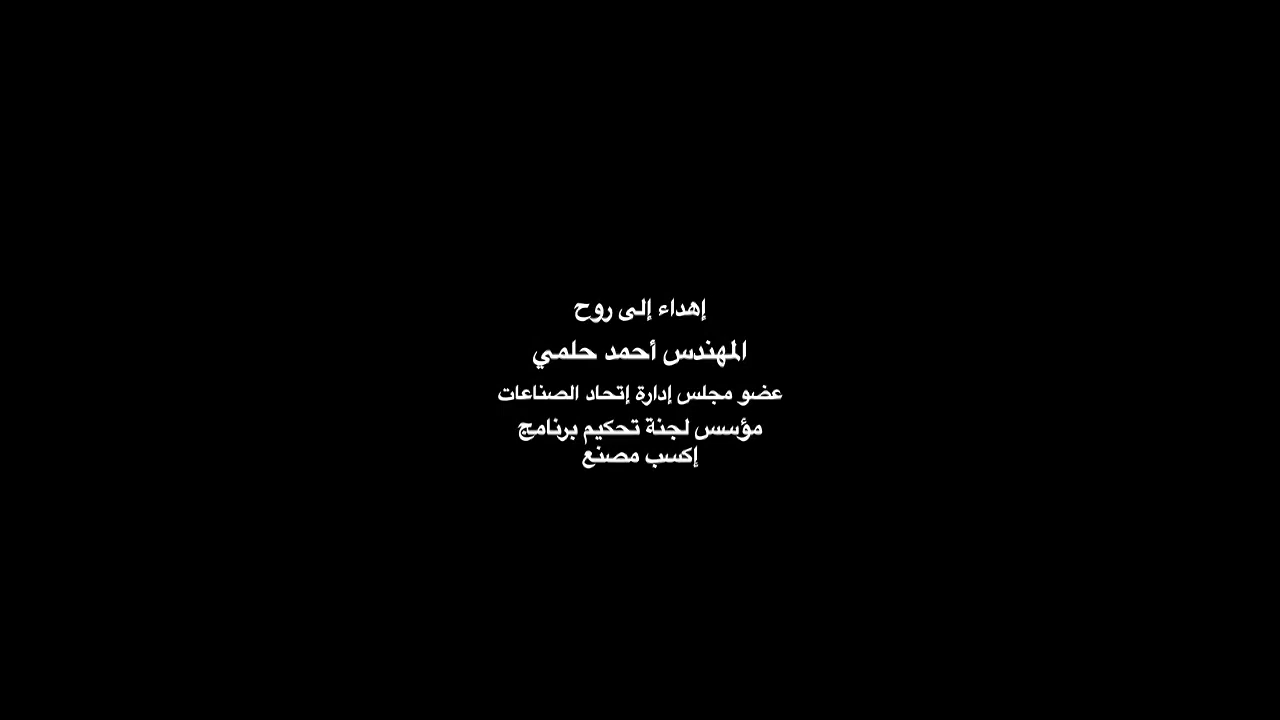 إهداء إلى روح
المهندس أحمد حلمي
عضو مجلس إدارة إتحاد الصناعات
مؤسس لجنة تحكيم برنامج
إكسب مصنع